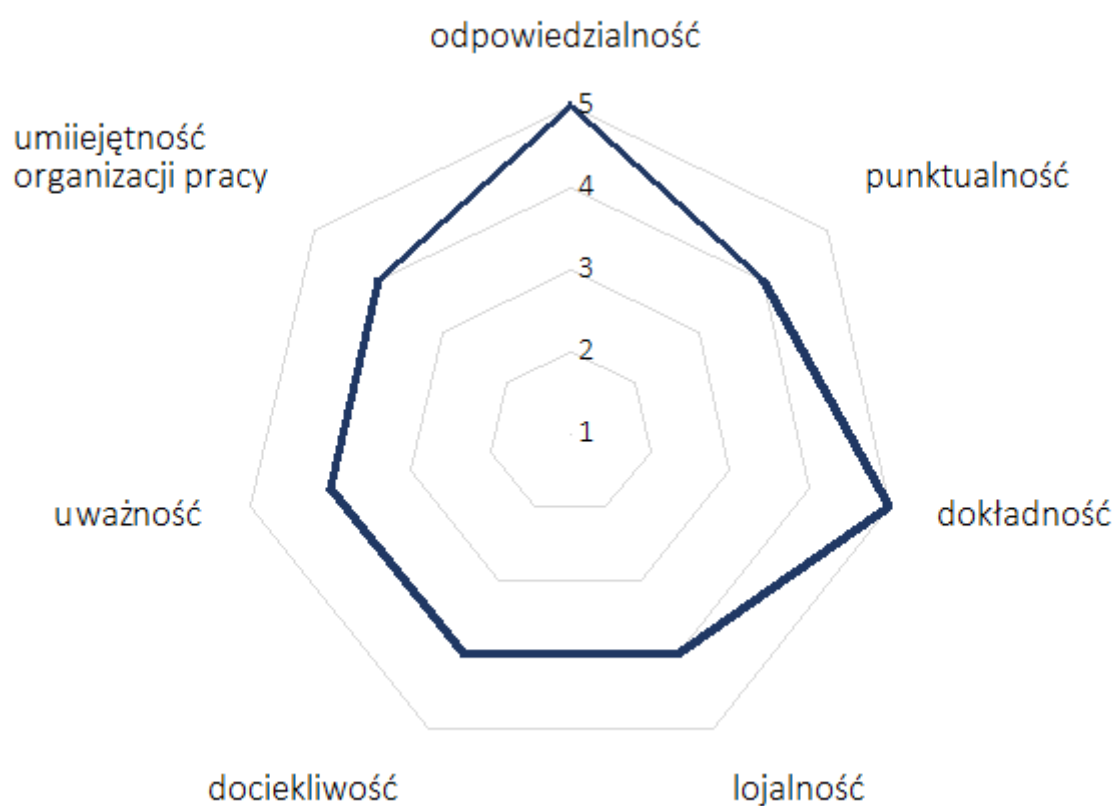 odpowiedzialność
5
umiiejętność
organizacji pracy
punktualność
4
3
2
1
uważność
dokładność
dociekliwość
lojalność